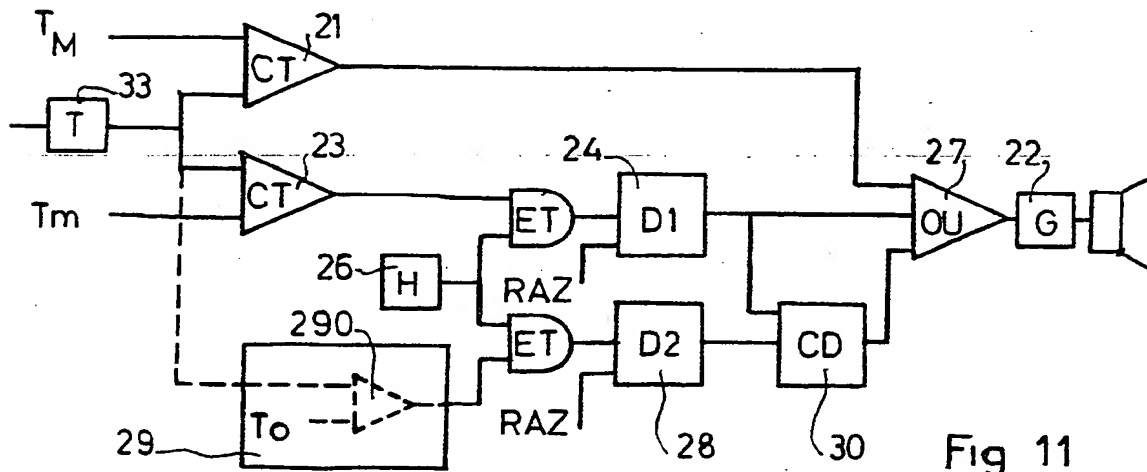 T_M
21
CT
33
T
23
CT
Tm
24
27
22
ET
D1
OU
G
26
H
RAZ
290
ET
D2
CD
To
RAZ
29
28
30
Fig 11